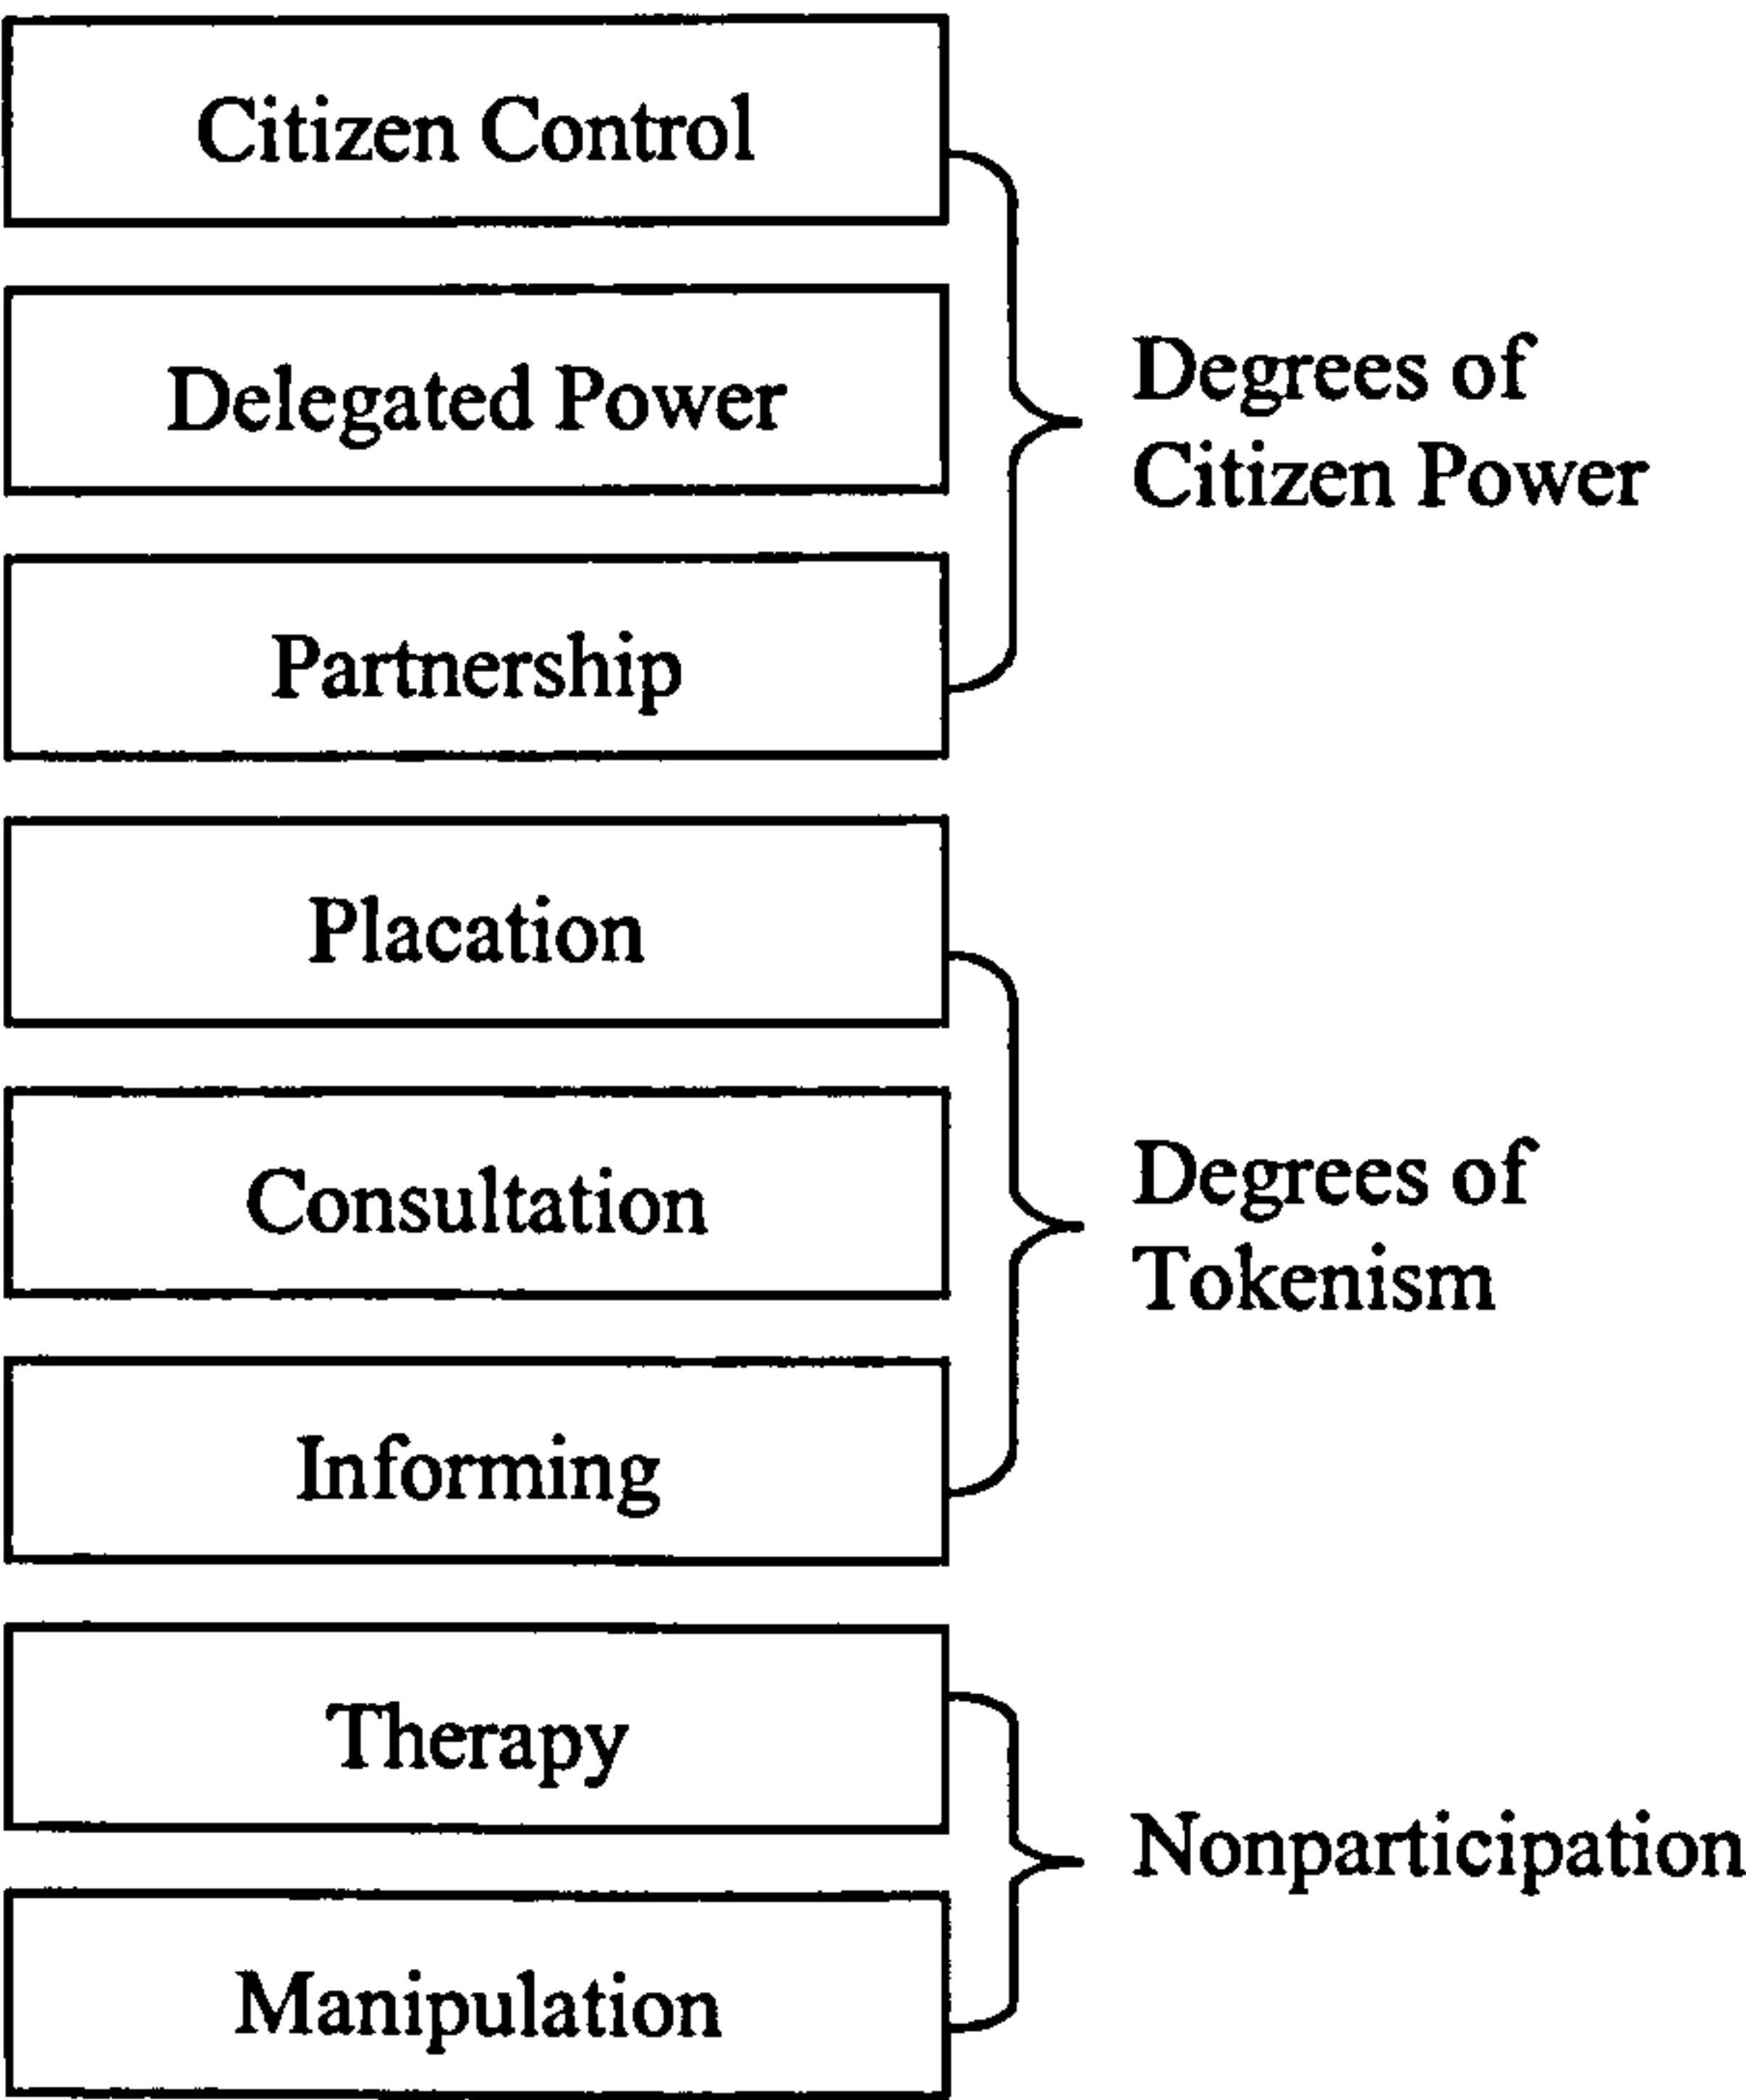 Citizen Control
Delegated Power
Partnership
Degrees of
Citizen Power
Placation
Consultation
Informing
Degrees of
Tokenism
Therapy
Manipulation
Nonparticipation